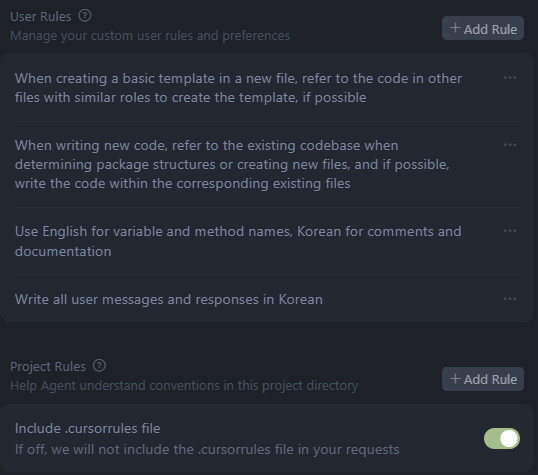 User Rules ?
Manage your custom user rules and preferences
+ Add Rule
When creating a basic template in a new file, refer to the code in other
files with similar roles to create the template, if possible
...
When writing new code, refer to the existing codebase when
determining package structures or creating new files, and if possible,
write the code within the corresponding existing files
...
Use English for variable and method names, Korean for comments and
documentation
...
Write all user messages and responses in Korean
...
Project Rules ?
Help Agent understand conventions in this project directory
+ Add Rule
Include .cursorrules file
If off, we will not include the .cursorrules file in your requests